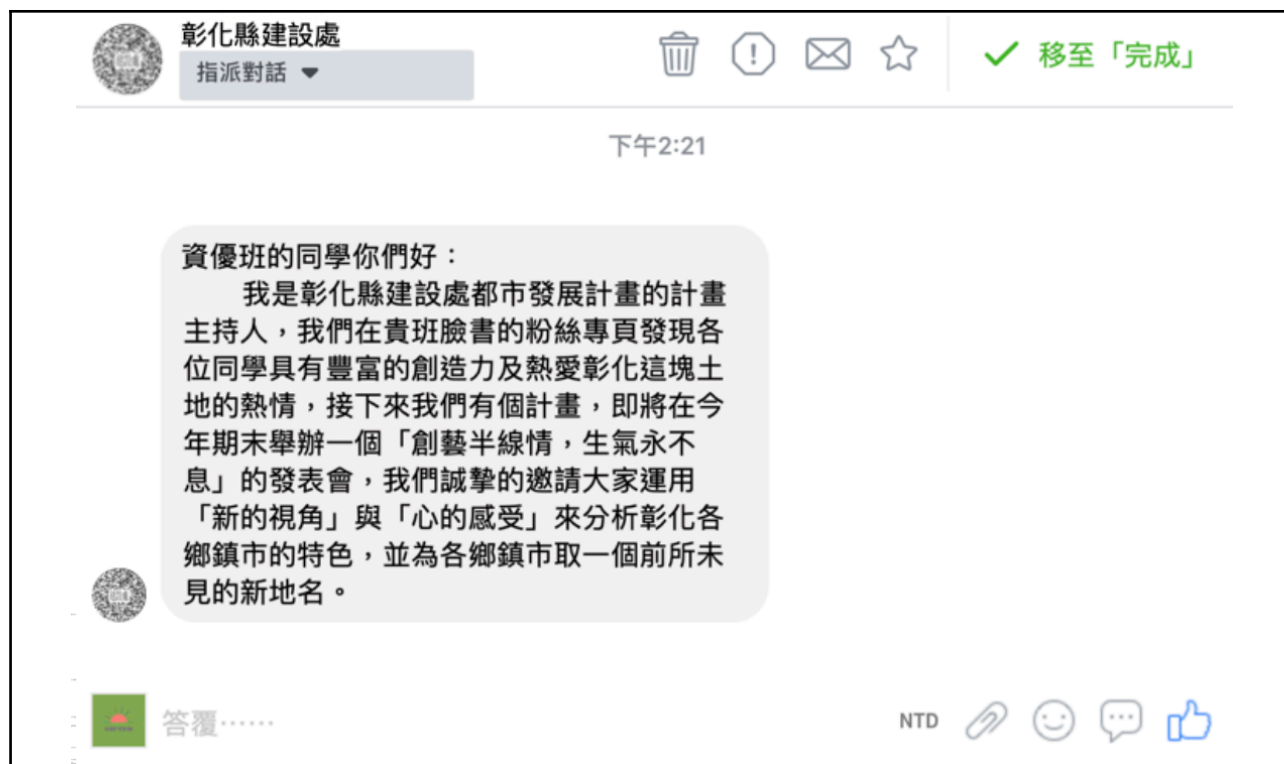 彰化縣建設處
指派對話
移至「完成」
下午2:21
資優班的同學你們好：
我是彰化縣建設處都市發展計畫的計畫
主持人，我們在貴班臉書的粉絲專頁發現各
位同學具有豐富的創造力及熱愛彰化這塊土
地的熱情，接下來我們有個計畫，即將在今
年期末舉辦一個「創藝半線情，生氣永不
息」的發表會，我們誠摯的邀請大家運用
「新的視角」與「心的感受」來分析彰化各
鄉鎮市的特色，並為各鄉鎮市取一個前所未
見的新地名。
答覆……
NTD